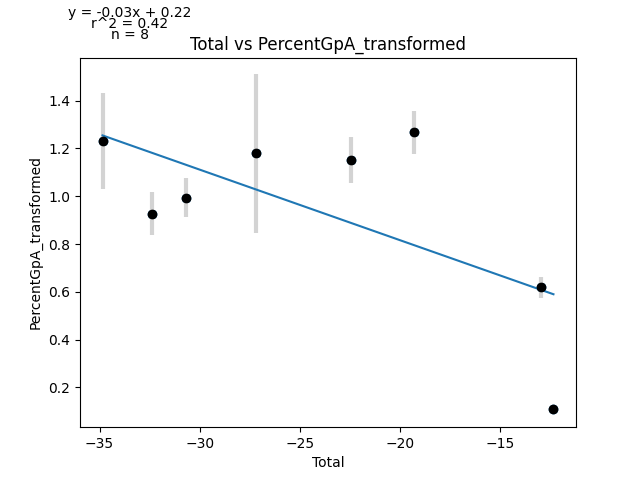 y = -0.03x + 0.22
r^2 = 0.42
n = 8
Total vs PercentGpA_transformed
PercentGpA_transformed
1.4
1.2
1.0
0.8
0.6
0.4
0.2
−35
−30
−25
−20
−15
Total